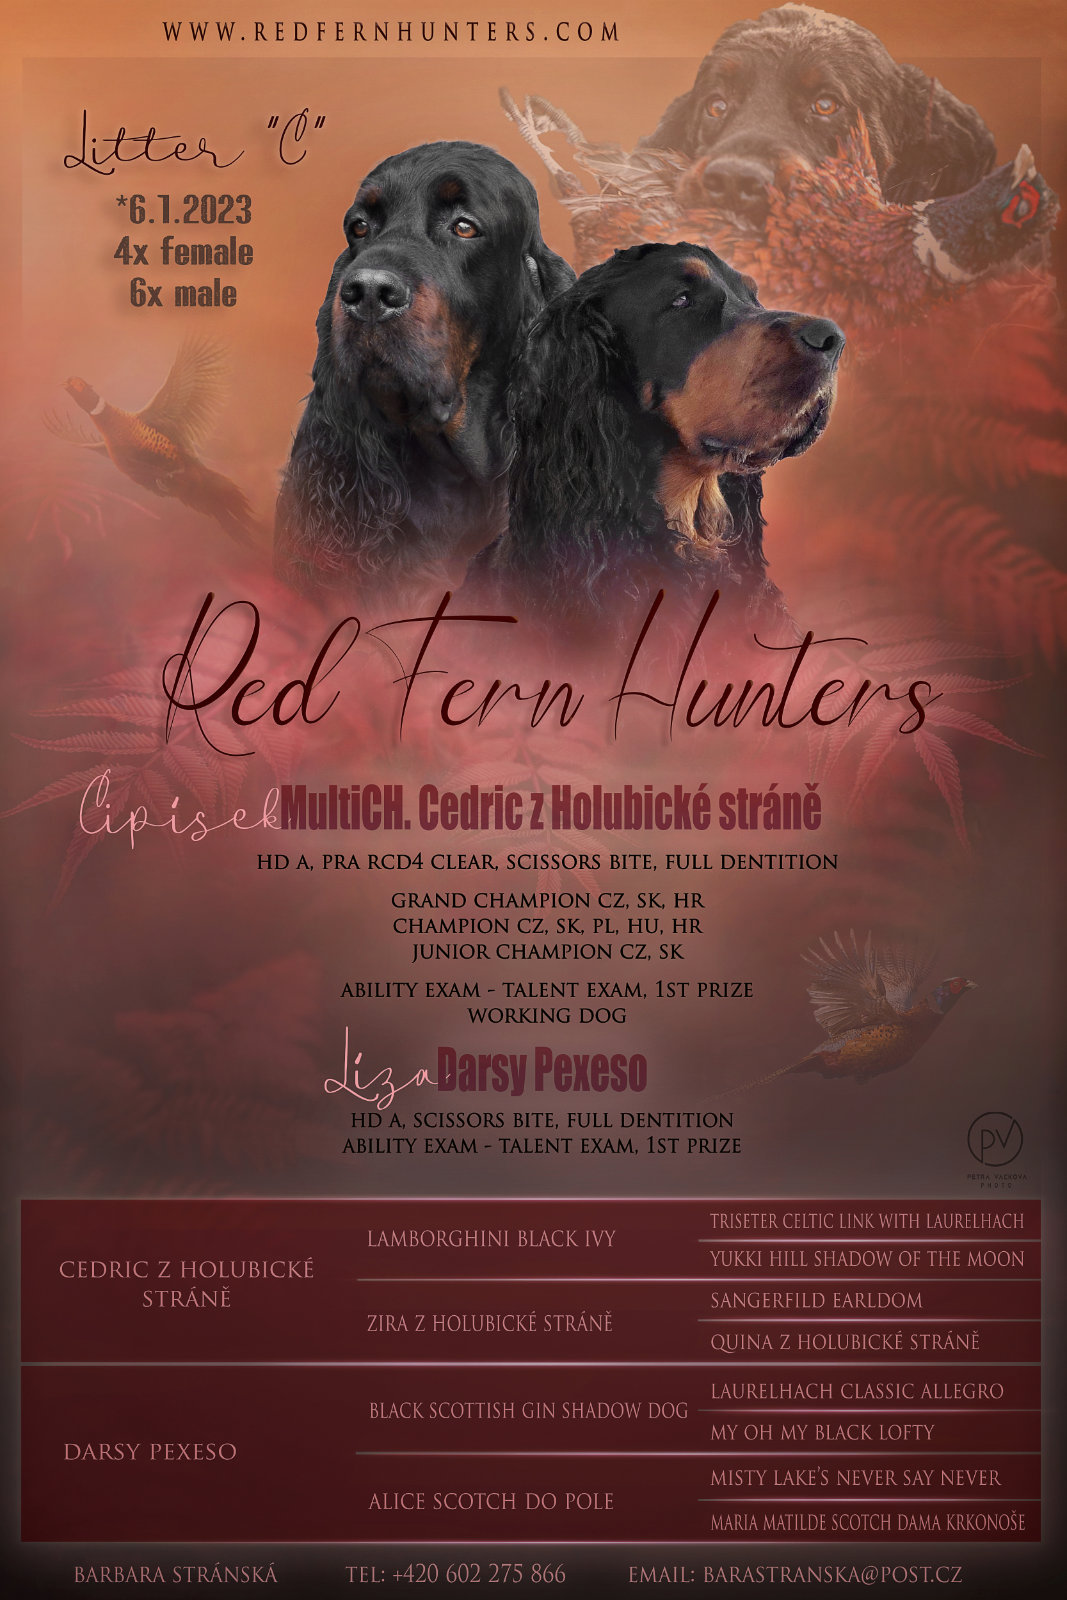 WWW.REDFERNHUNTERS.COM
Litter "C"
*6.1.2023
4x female
6x male
Red Fern Hunters
Cipísek MultiCH. Cedric z Holubické stráně
HD A, PRA RCD4 CLEAR, SCISSORS BITE, FULL DENTITION
GRAND CHAMPION CZ, SK, HR
CHAMPION CZ, SK, PL, HU, HR
JUNIOR CHAMPION CZ, SK
ABILITY EXAM - TALENT EXAM, 1ST PRIZE
WORKING DOG
Líza Darsy Pexeso
HD A, SCISSORS BITE, FULL DENTITION
ABILITY EXAM - TALENT EXAM, 1ST PRIZE
PV
PETRA VACKOVA
PHOTO
CEDRIC Z HOLUBICKÉ
STRÁNĚ
LAMBORGHINI BLACK IVY
TRISETER CELTIC LINK WITH LAURELHACH
YUKKI HILL SHADOW OF THE MOON
ZIRA Z HOLUBICKÉ STRÁNĚ
SANGERFILD EARLDOM
QUINA Z HOLUBICKÉ STRÁNĚ
DARSY PEXESO
BLACK SCOTTISH GIN SHADOW DOG
LAURELHACH CLASSIC ALLEGRO
MY OH MY BLACK LOFTY
ALICE SCOTCH DO POLE
MISTY LAKE'S NEVER SAY NEVER
MARIA MATILDE SCOTCH DAMA KRKONOŠE
BARBARA STRÁNSKÁ TEL: +420 602 275 866 EMAIL: BARASTRANSKA@POST.CZ